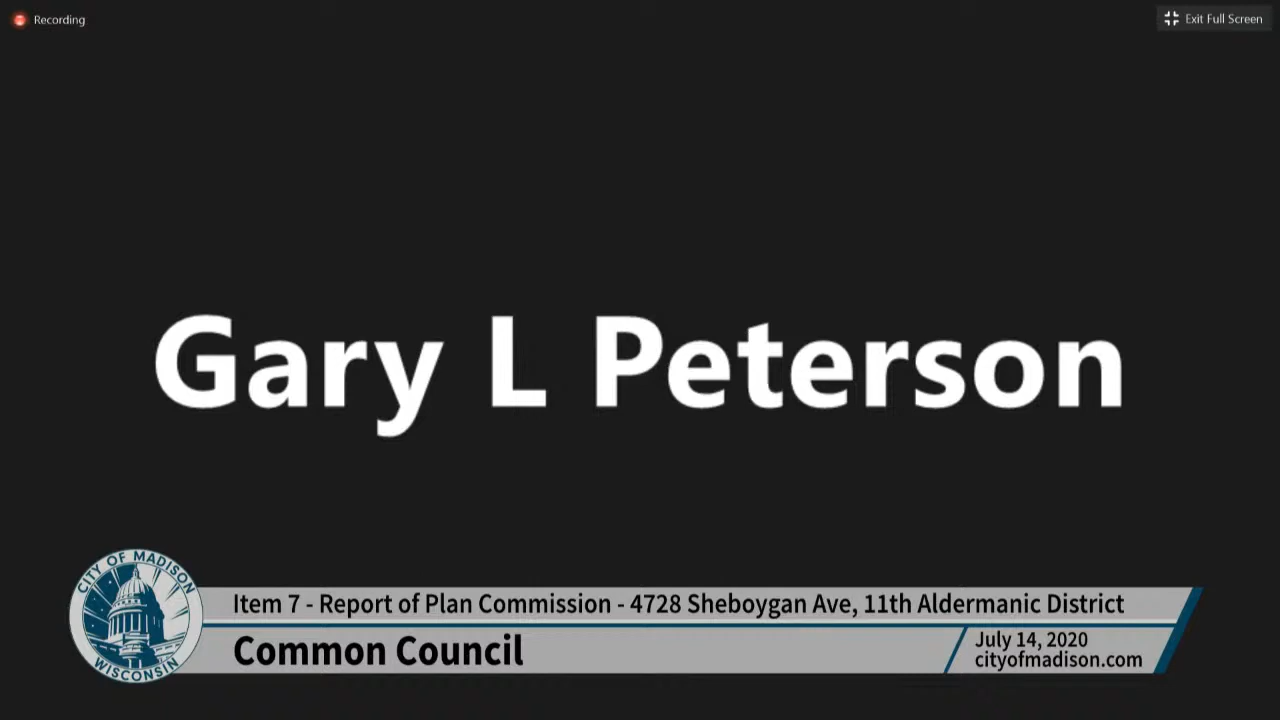 Recording
Exit Full Screen
Gary L Peterson
CITY OF MADISON
WISCONSIN
Item 7 - Report of Plan Commission - 4728 Sheboygan Ave, 11th Aldermanic District
Common Council
July 14, 2020
cityofmadison.com